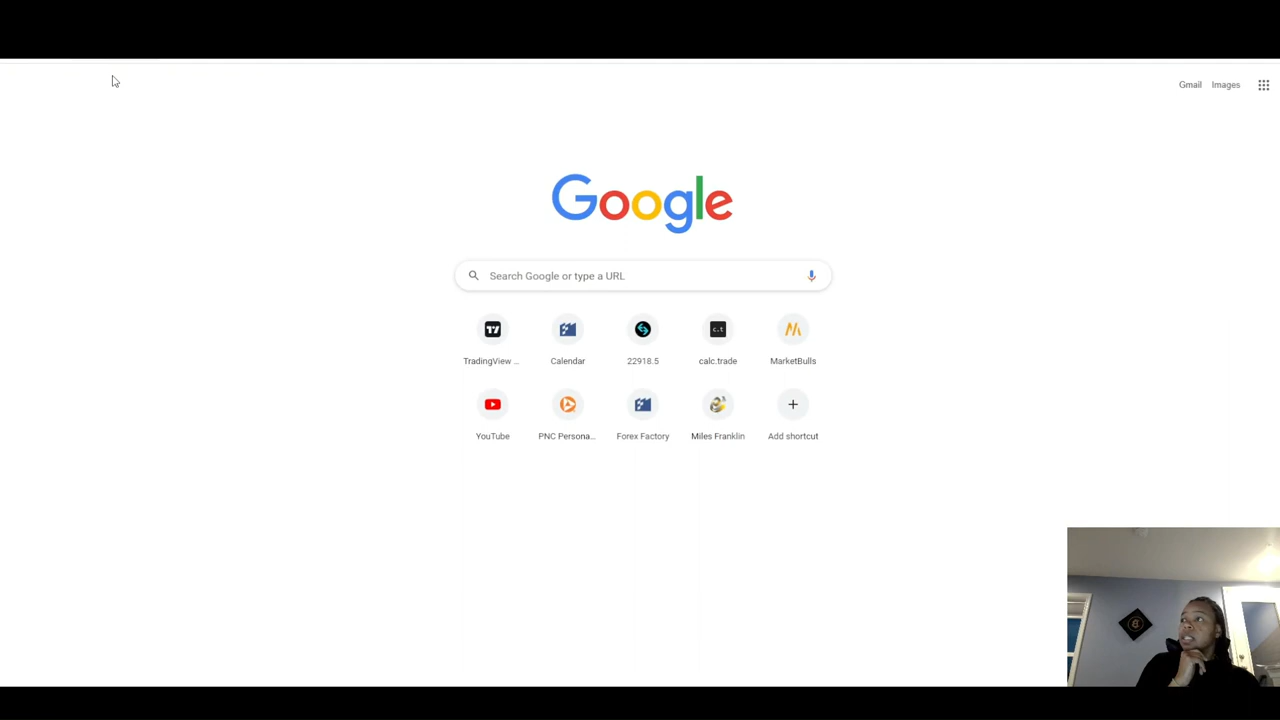 Gmail Images
Google
Search Google or type a URL
TradingView ...
Calendar
22918.5
c.t
calc.trade
MarketBulls
YouTube
PNC Persona...
Forex Factory
Miles Franklin
Add shortcut